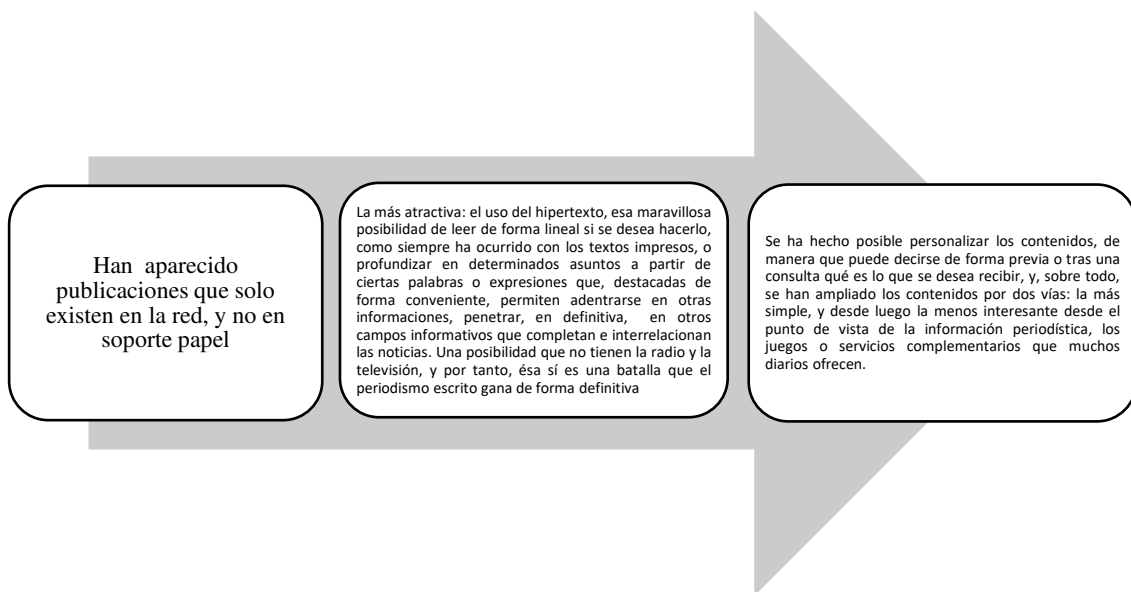 Han aparecido
publicaciones que solo
existen en la red, y no en
soporte papel
La más atractiva: el uso del hipertexto, esa maravillosa
posibilidad de leer de forma lineal si se desea hacerlo,
como siempre ha ocurrido con los textos impresos, o
profundizar en determinados asuntos a partir de
ciertas palabras o expresiones que, destacadas de
forma conveniente, permiten adentrarse en otras
informaciones, penetrar, en definitiva, en otros
campos informativos que completan e interrelacionan
las noticias. Una posibilidad que no tienen la radio y la
televisión, y por tanto, ésa sí es una batalla que el
periodismo escrito gana de forma definitiva
Se ha hecho posible personalizar los contenidos, de
manera que puede decirse de forma previa o tras una
consulta qué es lo que se desea recibir, y, sobre todo,
se han ampliado los contenidos por dos vías: la más
simple, y desde luego la menos interesante desde el
punto de vista de la información periodística, los
juegos o servicios complementarios que muchos
diarios ofrecen.